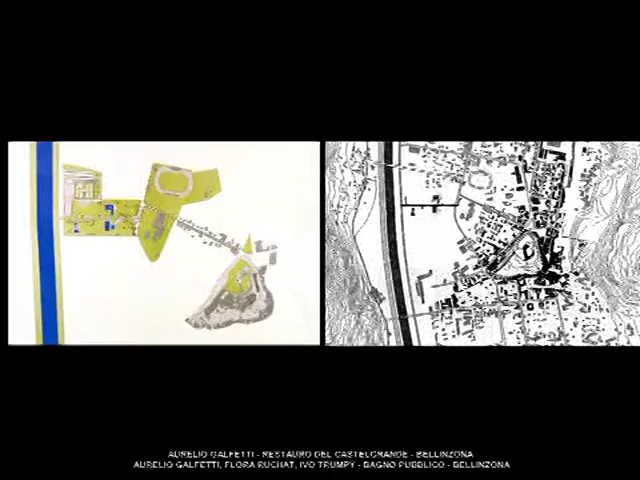 AURELIO GALFETTI - RESTAURO DEL CASTELGRANDE - BELLINZONA
AURELIO GALFETTI, FLORA RUCHAT, IVO TRUMPY - BAGNO PUBBLICO - BELLINZONA